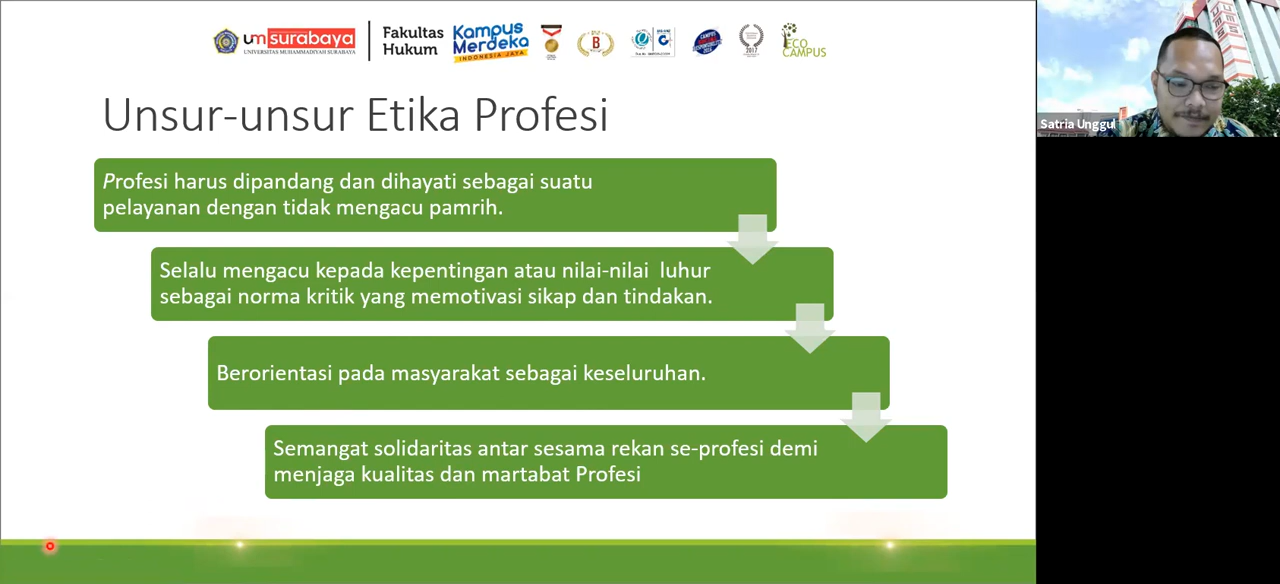 umsurabaya
UNIVERSITAS MUHAMMADIYAH SURABAYA
Fakultas
Hukum
Kampus
Merdeka
INDONESIA JAYA
B
2017
ECO
CAMPUS
Satria Unggul
Unsur-unsur Etika Profesi
Profesi harus dipandang dan dihayati sebagai suatu
pelayanan dengan tidak mengacu pamrih.
Selalu mengacu kepada kepentingan atau nilai-nilai luhur
sebagai norma kritik yang memotivasi sikap dan tindakan.
Berorientasi pada masyarakat sebagai keseluruhan.
Semangat solidaritas antar sesama rekan se-profesi demi
menjaga kualitas dan martabat Profesi